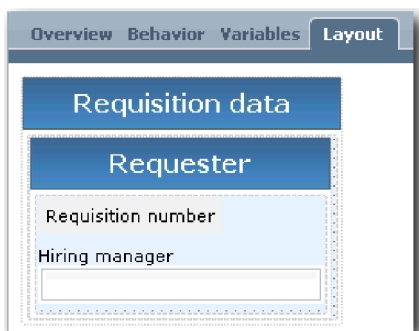 Overview Behavior Variables Layout
Requisition data
Requester
Requisition number
Hiring manager